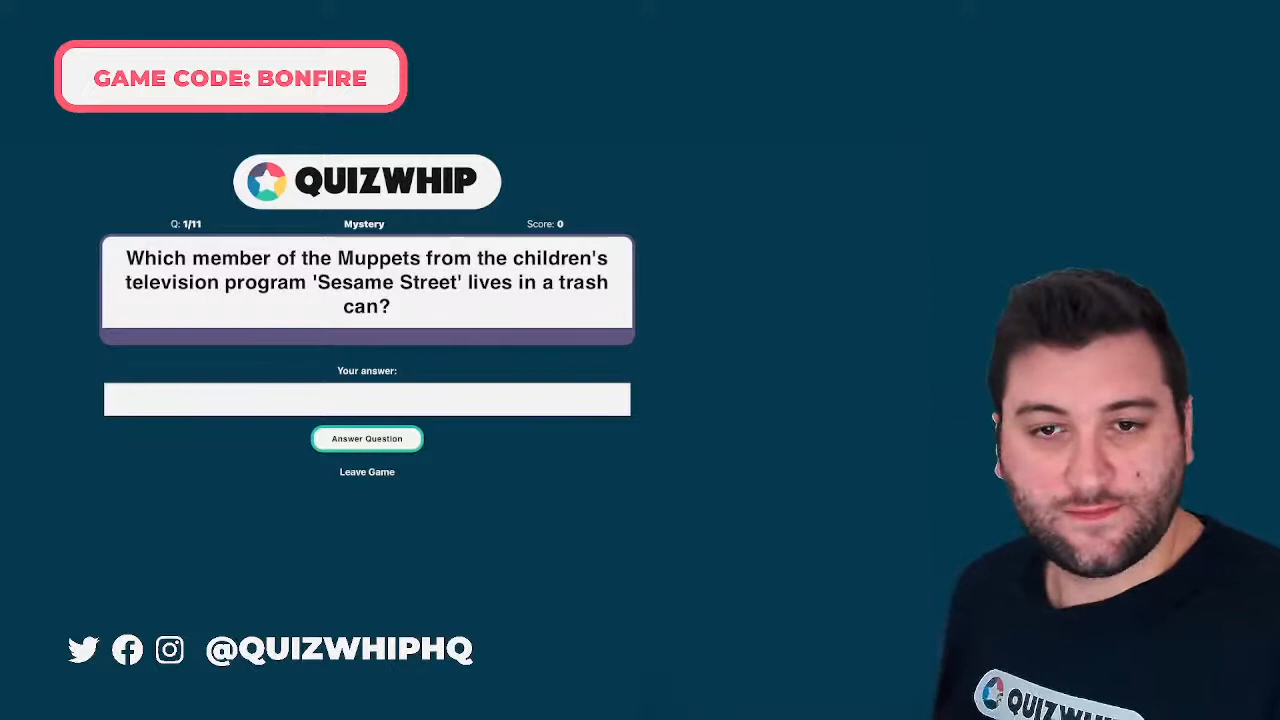 GAME CODE: BONFIRE
QUIZWHIP
Q: 1/11 Mystery Score: 0
Which member of the Muppets from the children's
television program 'Sesame Street' lives in a trash
can?
Your answer:
Answer Question
Leave Game
@QUIZWHIPHQ
QUIZWHIP